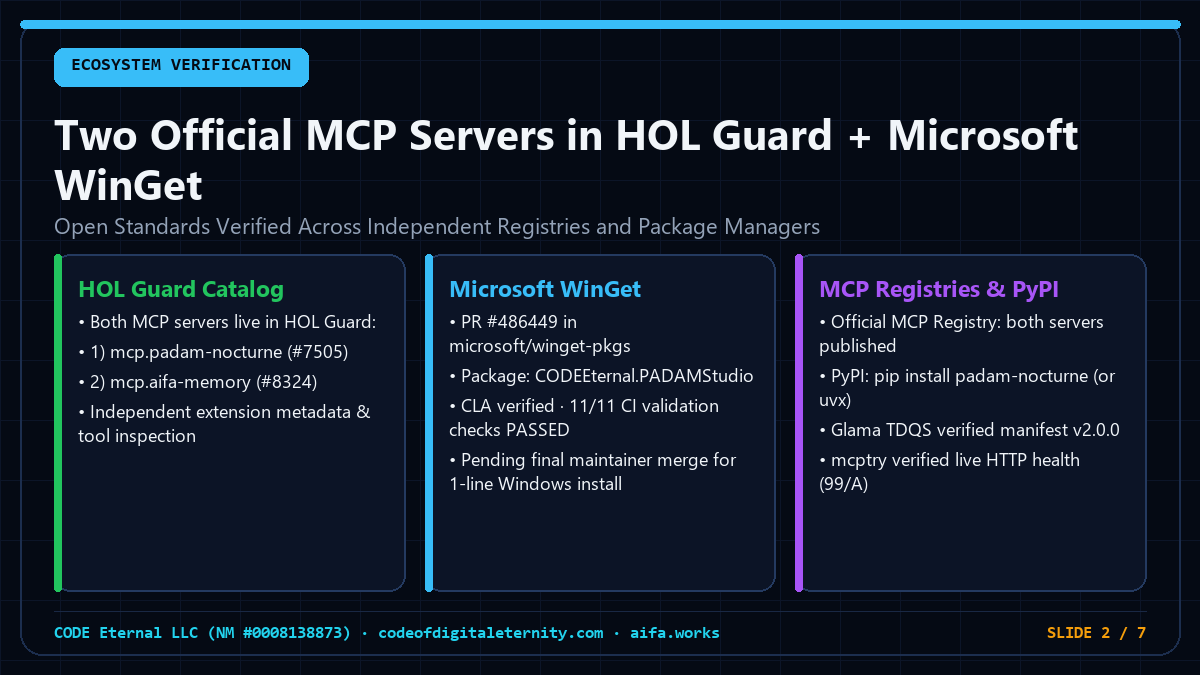 ECOSYSTEM VERIFICATION
Two Official MCP Servers in HOL Guard + Microsoft
WinGet
Open Standards Verified Across Independent Registries and Package Managers
HOL Guard Catalog
• Both MCP servers live in HOL Guard:
• 1) mcp.padam-nocturne (#7505)
• 2) mcp.aifa-memory (#8324)
• Independent extension metadata &
tool inspection
Microsoft WinGet
• PR #486449 in
microsoft/winget-pkgs
• Package: CODEEternal.PADAMStudio
• CLA verified · 11/11 CI validation
checks PASSED
• Pending final maintainer merge for
1-line Windows install
MCP Registries & PyPI
• Official MCP Registry: both servers
published
• PyPI: pip install padam-nocturne (or
uvx)
• Glama TDQS verified manifest v2.0.0
• mcptry verified live HTTP health
(99/A)
CODE Eternal LLC (NM #0008138873) · codeofdigitaleternity.com · aifa.works
SLIDE 2 / 7